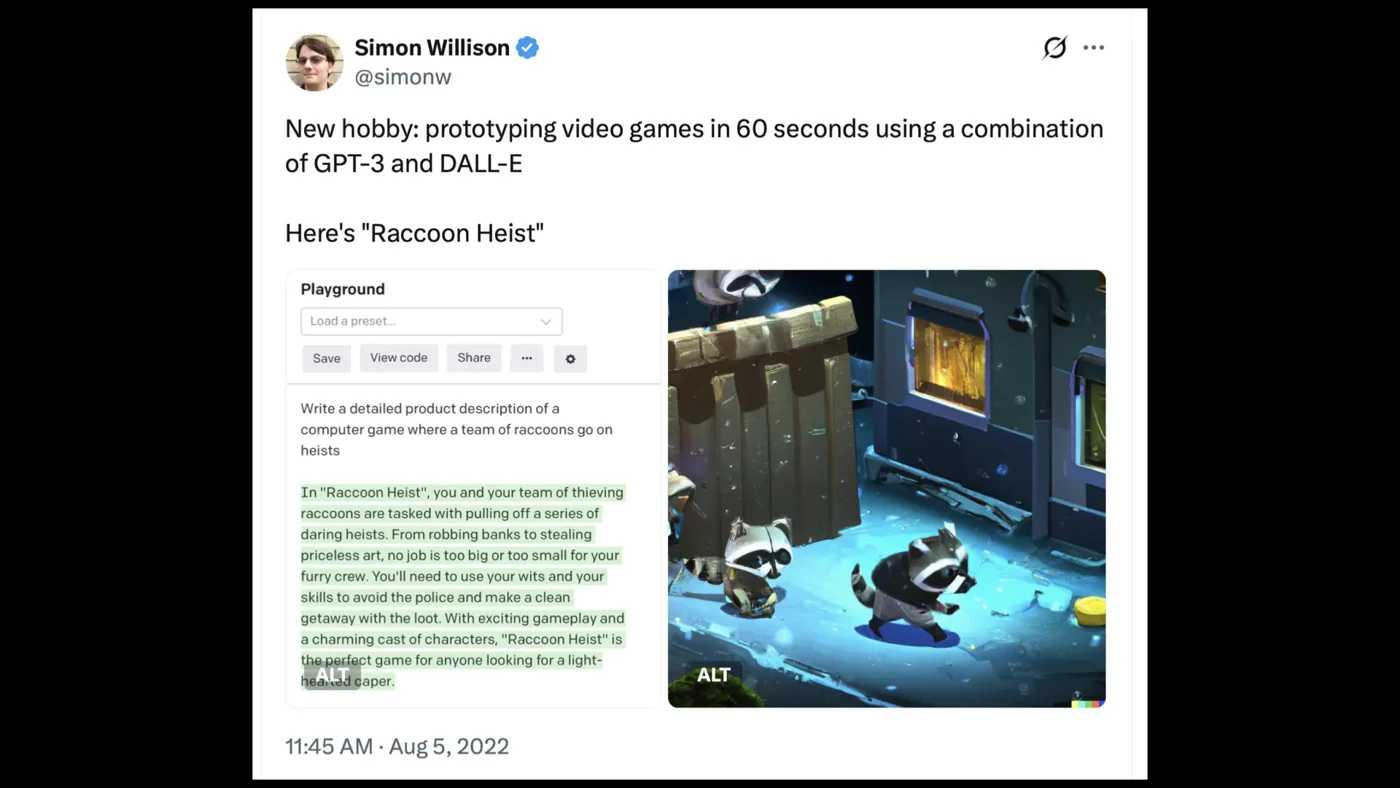 Simon Willison
@simonw
New hobby: prototyping video games in 60 seconds using a combination
of GPT-3 and DALL-E
Here's "Raccoon Heist"
Playground
Load a preset...
Save View code Share ...
Write a detailed product description of a
computer game where a team of raccoons go on
heists
In "Raccoon Heist", you and your team of thieving
raccoons are tasked with pulling off a series of
daring heists. From robbing banks to stealing
priceless art, no job is too big or too small for your
furry crew. You'll need to use your wits and your
skills to avoid the police and make a clean
getaway with the loot. With exciting gameplay and
a charming cast of characters, "Raccoon Heist" is
the perfect game for anyone looking for a light-
hearted caper.
ALT
ALT
11:45 AM · Aug 5, 2022